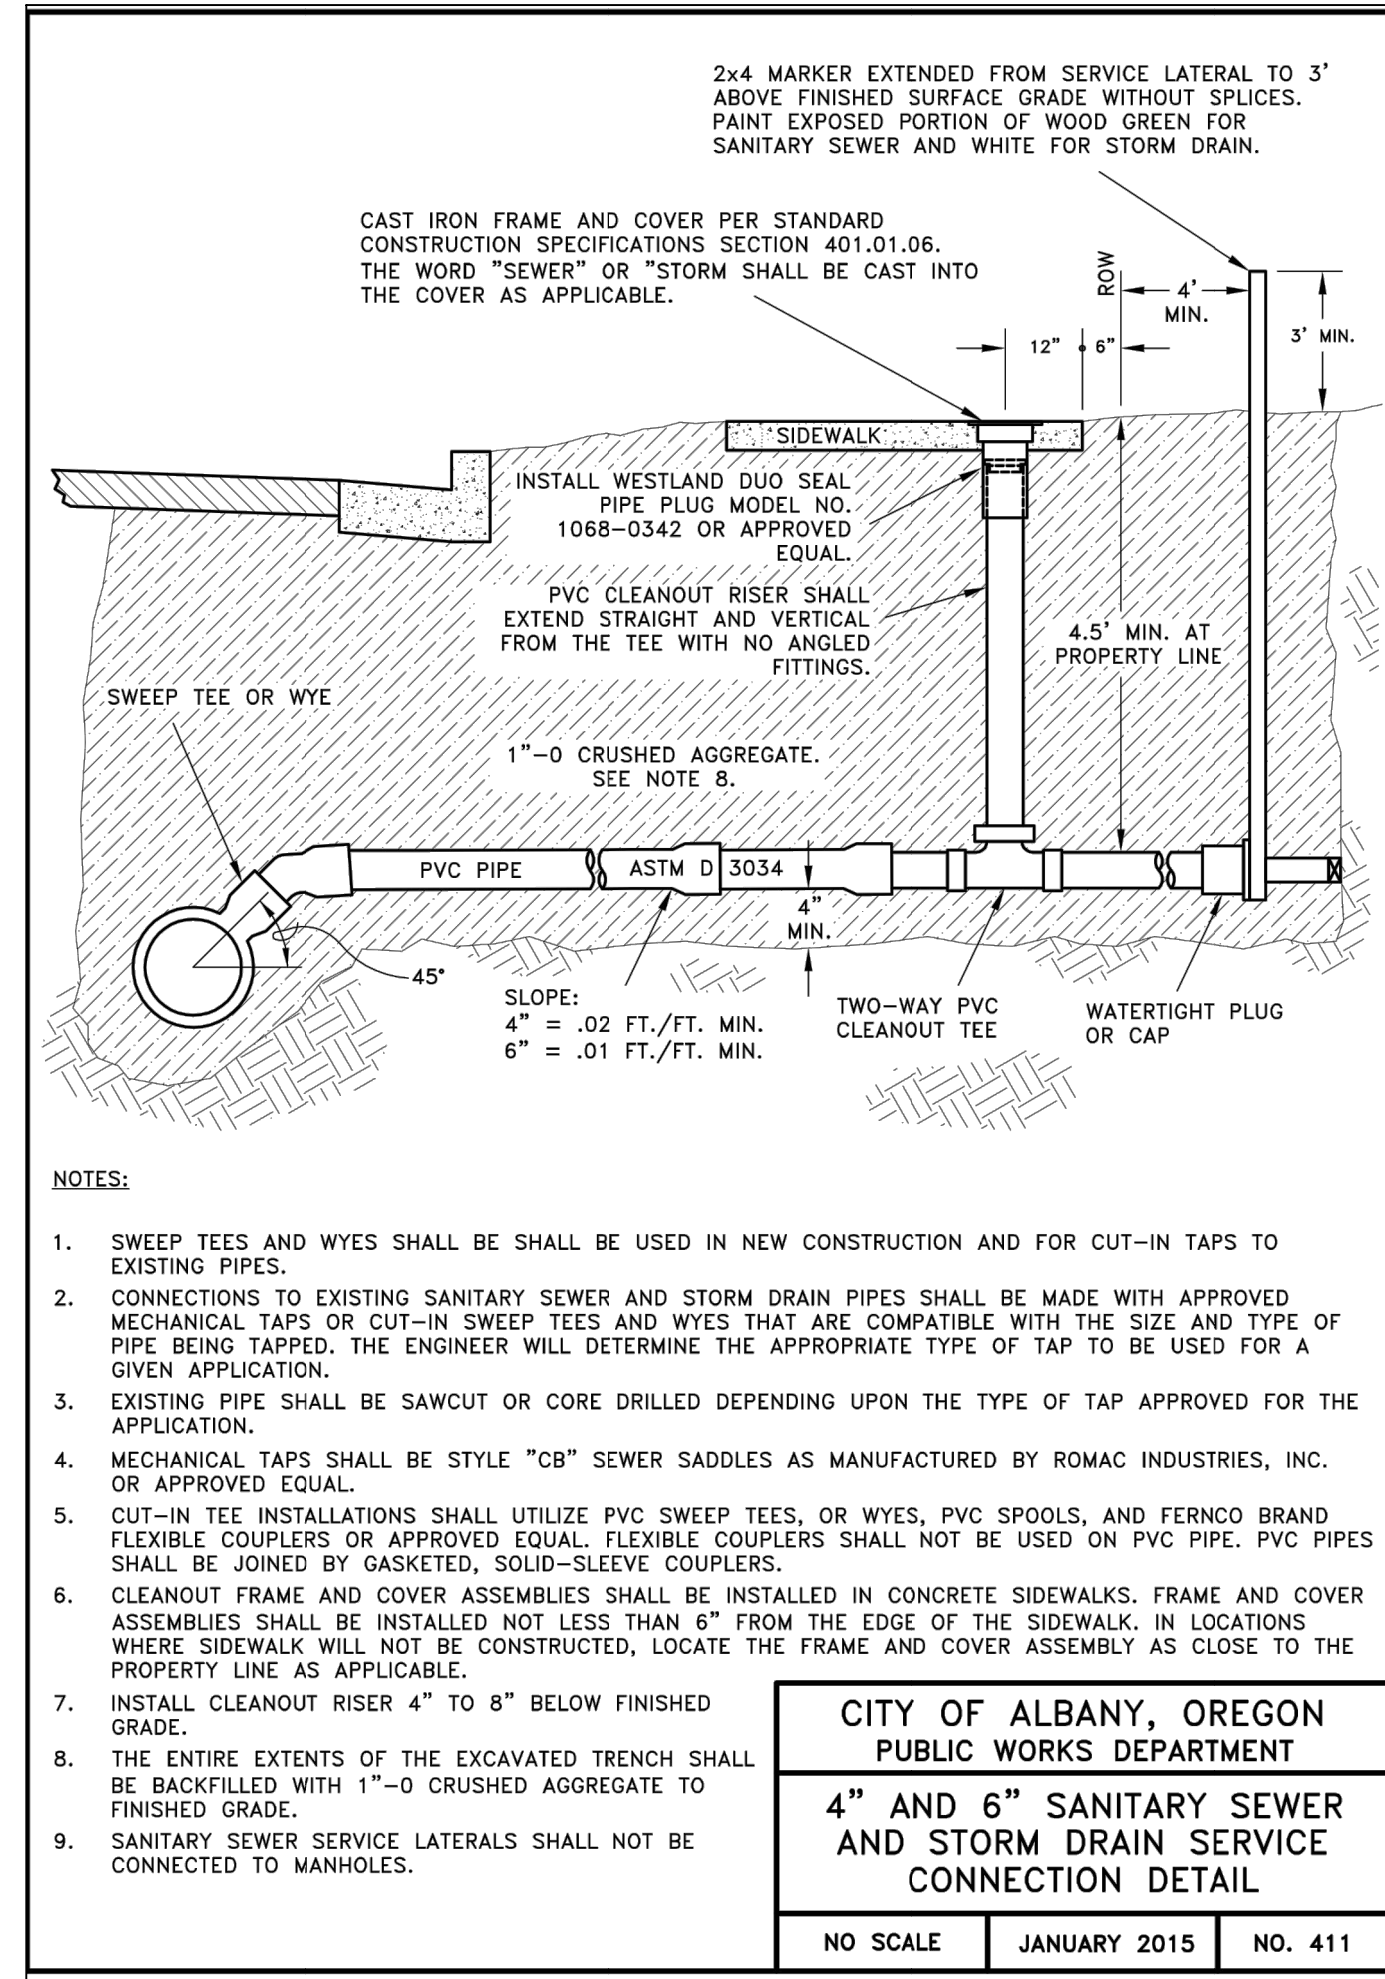 2x4 MARKER EXTENDED FROM SERVICE LATERAL TO 3'
ABOVE FINISHED SURFACE GRADE WITHOUT SPLICES.
PAINT EXPOSED PORTION OF WOOD GREEN FOR
SANITARY SEWER AND WHITE FOR STORM DRAIN.
CAST IRON FRAME AND COVER PER STANDARD
CONSTRUCTION SPECIFICATIONS SECTION 401.01.06.
THE WORD "SEWER" OR "STORM SHALL BE CAST INTO
THE COVER AS APPLICABLE.
ROW
4'
MIN.
3' MIN.
12"
6"
SIDEWALK
INSTALL WESTLAND DUO SEAL
PIPE PLUG MODEL NO.
1068-0342 OR APPROVED
EQUAL.
PVC CLEANOUT RISER SHALL
EXTEND STRAIGHT AND VERTICAL
FROM THE TEE WITH NO ANGLED
FITTINGS.
4.5' MIN. AT
PROPERTY LINE
SWEEP TEE OR WYE
1"-0 CRUSHED AGGREGATE.
SEE NOTE 8.
PVC PIPE
ASTM D 3034
4"
MIN.
45°
SLOPE:
4" = .02 FT./FT. MIN.
6" = .01 FT./FT. MIN.
TWO-WAY PVC
CLEANOUT TEE
WATERTIGHT PLUG
OR CAP
NOTES:
1. SWEEP TEES AND WYES SHALL BE SHALL BE USED IN NEW CONSTRUCTION AND FOR CUT-IN TAPS TO
EXISTING PIPES.
2. CONNECTIONS TO EXISTING SANITARY SEWER AND STORM DRAIN PIPES SHALL BE MADE WITH APPROVED
MECHANICAL TAPS OR CUT-IN SWEEP TEES AND WYES THAT ARE COMPATIBLE WITH THE SIZE AND TYPE OF
PIPE BEING TAPPED. THE ENGINEER WILL DETERMINE THE APPROPRIATE TYPE OF TAP TO BE USED FOR A
GIVEN APPLICATION.
3. EXISTING PIPE SHALL BE SAWCUT OR CORE DRILLED DEPENDING UPON THE TYPE OF TAP APPROVED FOR THE
APPLICATION.
4. MECHANICAL TAPS SHALL BE STYLE "CB" SEWER SADDLES AS MANUFACTURED BY ROMAC INDUSTRIES, INC.
OR APPROVED EQUAL.
5. CUT-IN TEE INSTALLATIONS SHALL UTILIZE PVC SWEEP TEES, OR WYES, PVC SPOOLS, AND FERNCO BRAND
FLEXIBLE COUPLERS OR APPROVED EQUAL. FLEXIBLE COUPLERS SHALL NOT BE USED ON PVC PIPE. PVC PIPES
SHALL BE JOINED BY GASKETED, SOLID-SLEEVE COUPLERS.
6. CLEANOUT FRAME AND COVER ASSEMBLIES SHALL BE INSTALLED IN CONCRETE SIDEWALKS. FRAME AND COVER
ASSEMBLIES SHALL BE INSTALLED NOT LESS THAN 6" FROM THE EDGE OF THE SIDEWALK. IN LOCATIONS
WHERE SIDEWALK WILL NOT BE CONSTRUCTED, LOCATE THE FRAME AND COVER ASSEMBLY AS CLOSE TO THE
PROPERTY LINE AS APPLICABLE.
7. INSTALL CLEANOUT RISER 4" TO 8" BELOW FINISHED
GRADE.
8. THE ENTIRE EXTENTS OF THE EXCAVATED TRENCH SHALL
BE BACKFILLED WITH 1"-0 CRUSHED AGGREGATE TO
FINISHED GRADE.
9. SANITARY SEWER SERVICE LATERALS SHALL NOT BE
CONNECTED TO MANHOLES.
CITY OF ALBANY, OREGON
PUBLIC WORKS DEPARTMENT
4" AND 6" SANITARY SEWER
AND STORM DRAIN SERVICE
CONNECTION DETAIL
NO SCALE
JANUARY 2015
NO. 411